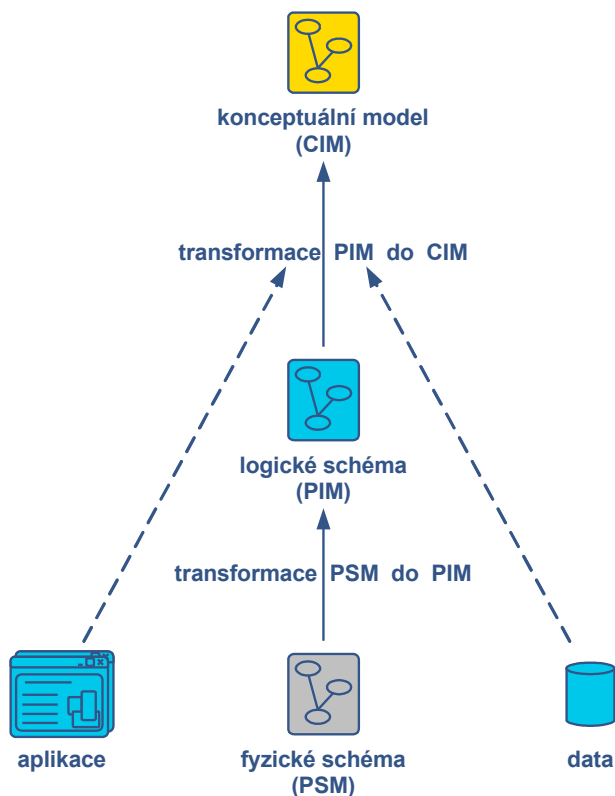 konceptuální model
(CIM)
transformace PIM do CIM
logické schéma
(PIM)
transformace PSM do PIM
aplikace
fyzické schéma
(PSM)
data